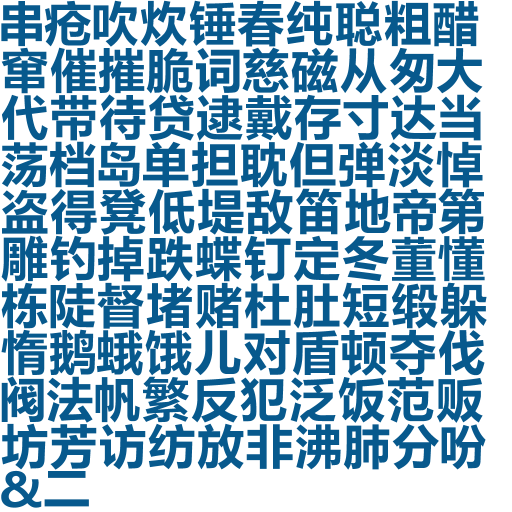 串疮吹炊锤春纯聪粗醋
窜催摧脆词慈磁从匆大
代带待贷逮戴存寸达当
荡档岛单担耽但弹淡悼
盗得凳低堤敌笛地帝第
雕钓掉跌蝶钉定冬董懂
栋陡督堵赌杜肚短缎躲
惰鹅蛾饿儿对盾顿夺伐
阀法帆繁反犯泛饭范贩
坊芳访纺放非沸肺分吩
&二